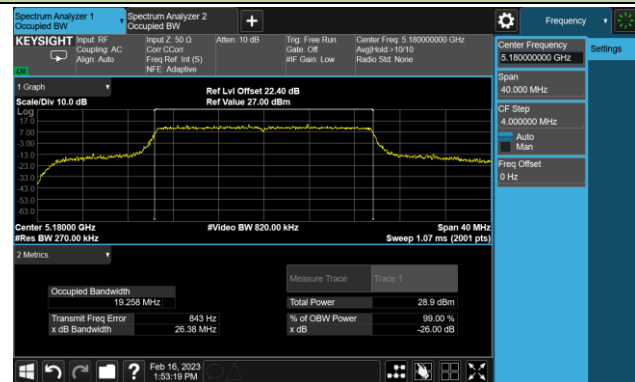 Spectrum Analyzer 1
Occupied BW
Spectrum Analyzer 2
Occupied BW
+
Frequency
KEYSIGHT
Input: RF
Coupling: AC
Align: Auto
Input Z: 50 Ω
Corr CCorr
Freq Ref: Int (S)
NFE: Adaptive
Atten: 10 dB
Trig: Free Run
Gate: Off
#IF Gain: Low
Center Freq: 5.180000000 GHz
Avg|Hold:>10/10
Radio Std: None
LXI
1 Graph
Scale/Div 10.0 dB
Ref Lvl Offset 22.40 dB
Ref Value 27.00 dBm
Log
17.0
7.00
-3.00
-13.0
-23.0
-33.0
-43.0
-53.0
-63.0
Center 5.18000 GHz
#Res BW 270.00 kHz
#Video BW 820.00 kHz
Span 40 MHz
Sweep 1.07 ms (2001 pts)
2 Metrics
Measure Trace
Trace 1
Occupied Bandwidth
19.258 MHz
Total Power
28.9 dBm
Transmit Freq Error
843 Hz
% of OBW Power
99.00 %
x dB Bandwidth
26.38 MHz
x dB
-26.00 dB
Center Frequency
5.180000000 GHz
Settings
Span
40.000 MHz
CF Step
4.000000 MHz
Auto
Man
Freq Offset
0 Hz
?
Feb 16, 2023
1:53:19 PM